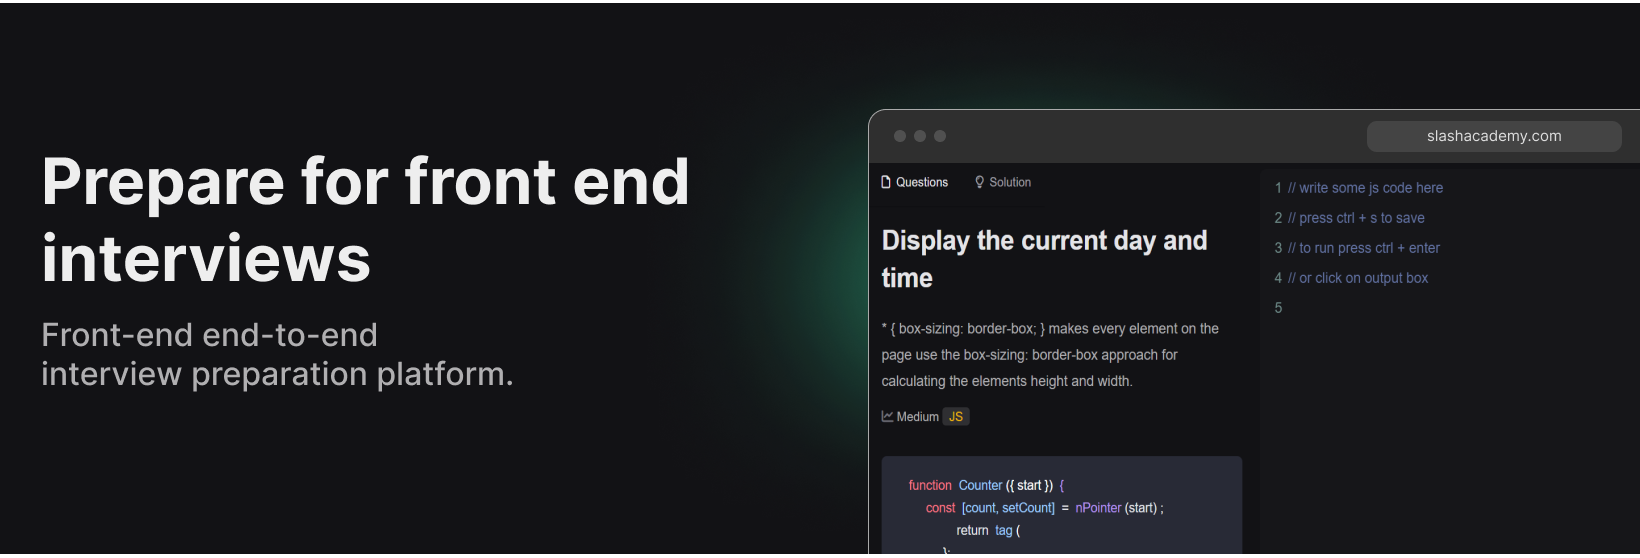 Prepare for front end
interviews
Front-end end-to-end
interview preparation platform.
slashacademy.com
Questions
Solution
Display the current day and
time
* { box-sizing: border-box; } makes every element on the
page use the box-sizing: border-box approach for
calculating the elements height and width.
Medium JS
function Counter ({ start }) {
const [count, setCount] = nPointer (start) ;
return tag (
};
1 // write some js code here
2 // press ctrl + s to save
3 // to run press ctrl + enter
4 // or click on output box
5